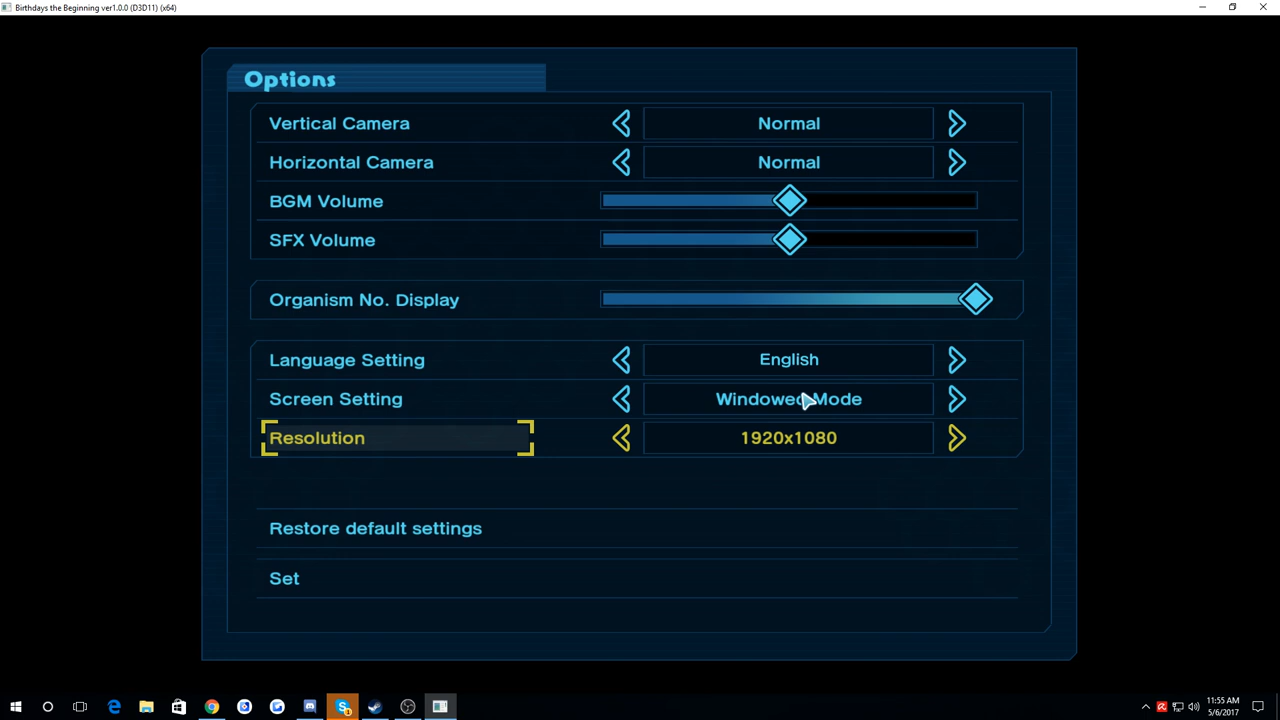 Birthdays the Beginning ver1.0.0 (D3D11) (x64)
Options
Vertical Camera Normal
Horizontal Camera Normal
BGM Volume
SFX Volume
Organism No. Display
Language Setting English
Screen Setting Windowed Mode
Resolution 1920x1080
Restore default settings
Set
11:55 AM
5/6/2017